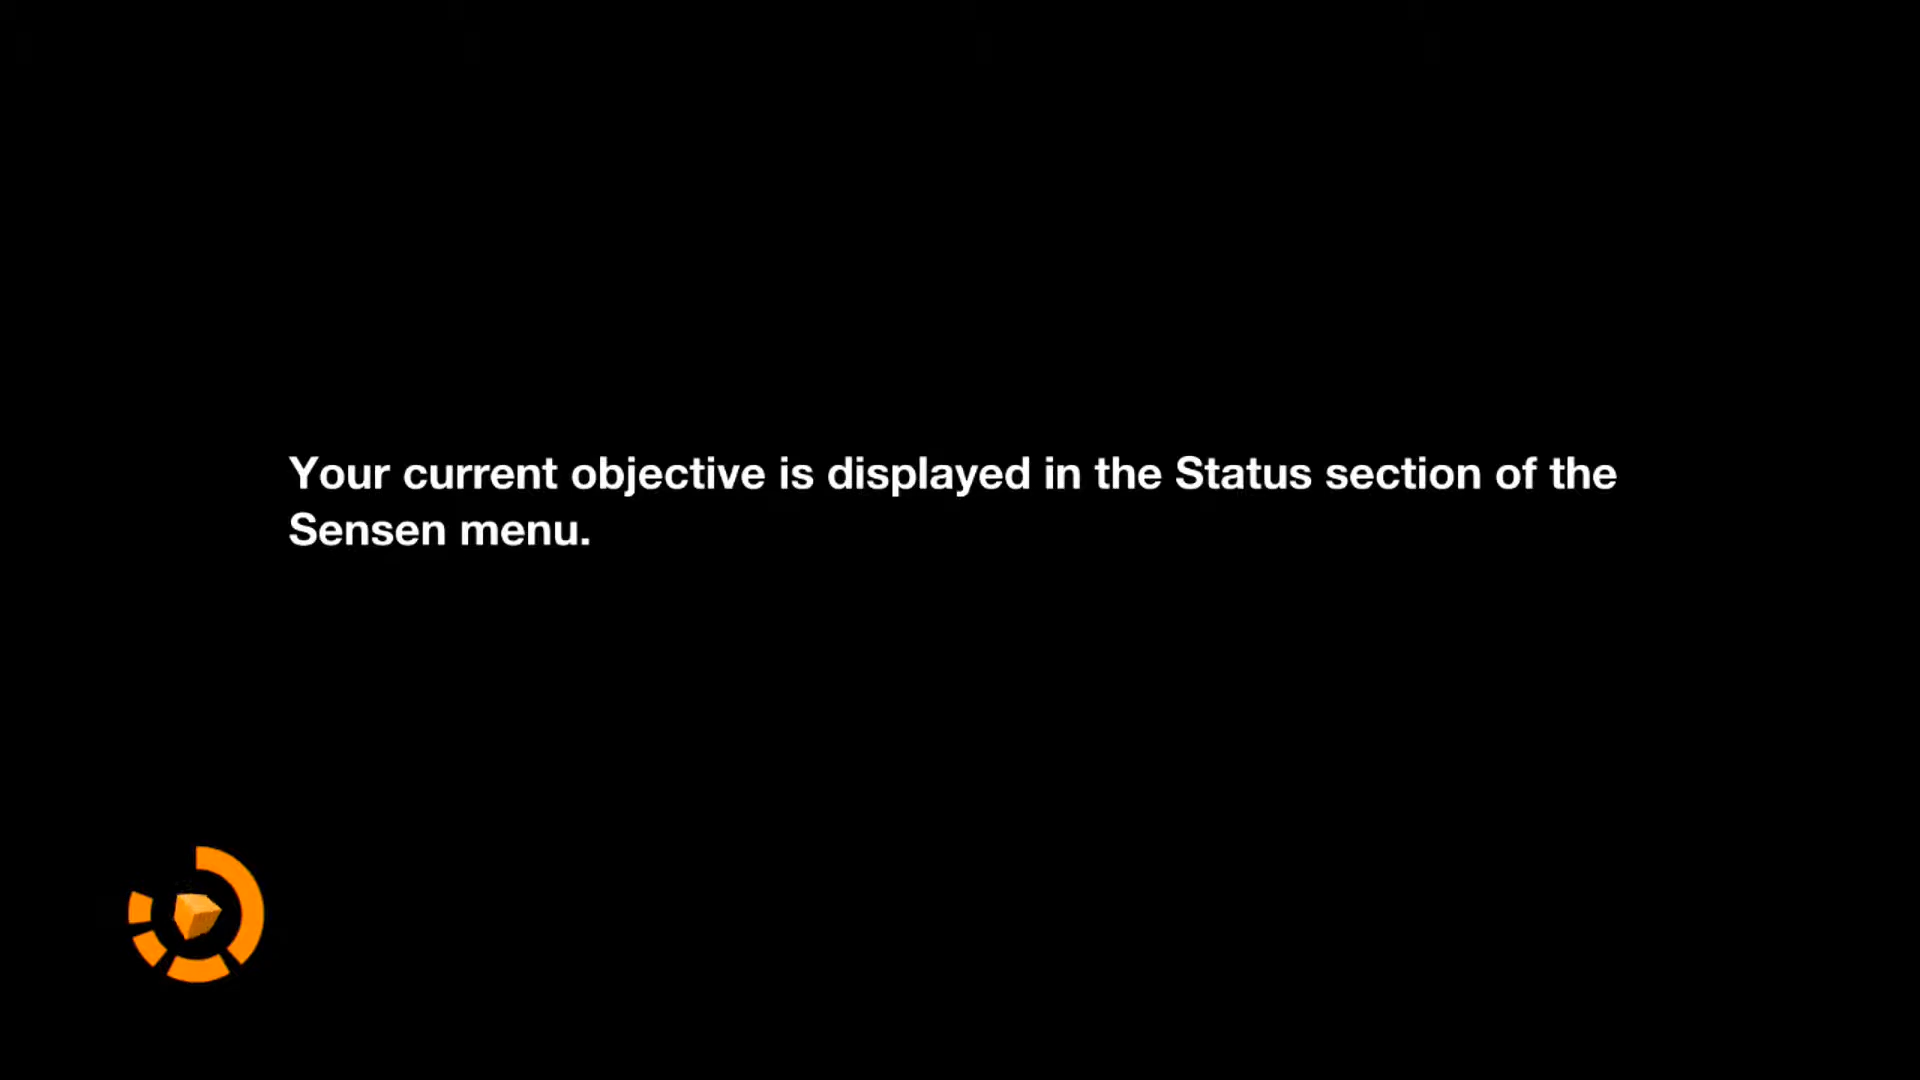 Your current objective is displayed in the Status section of the
Sensen menu.